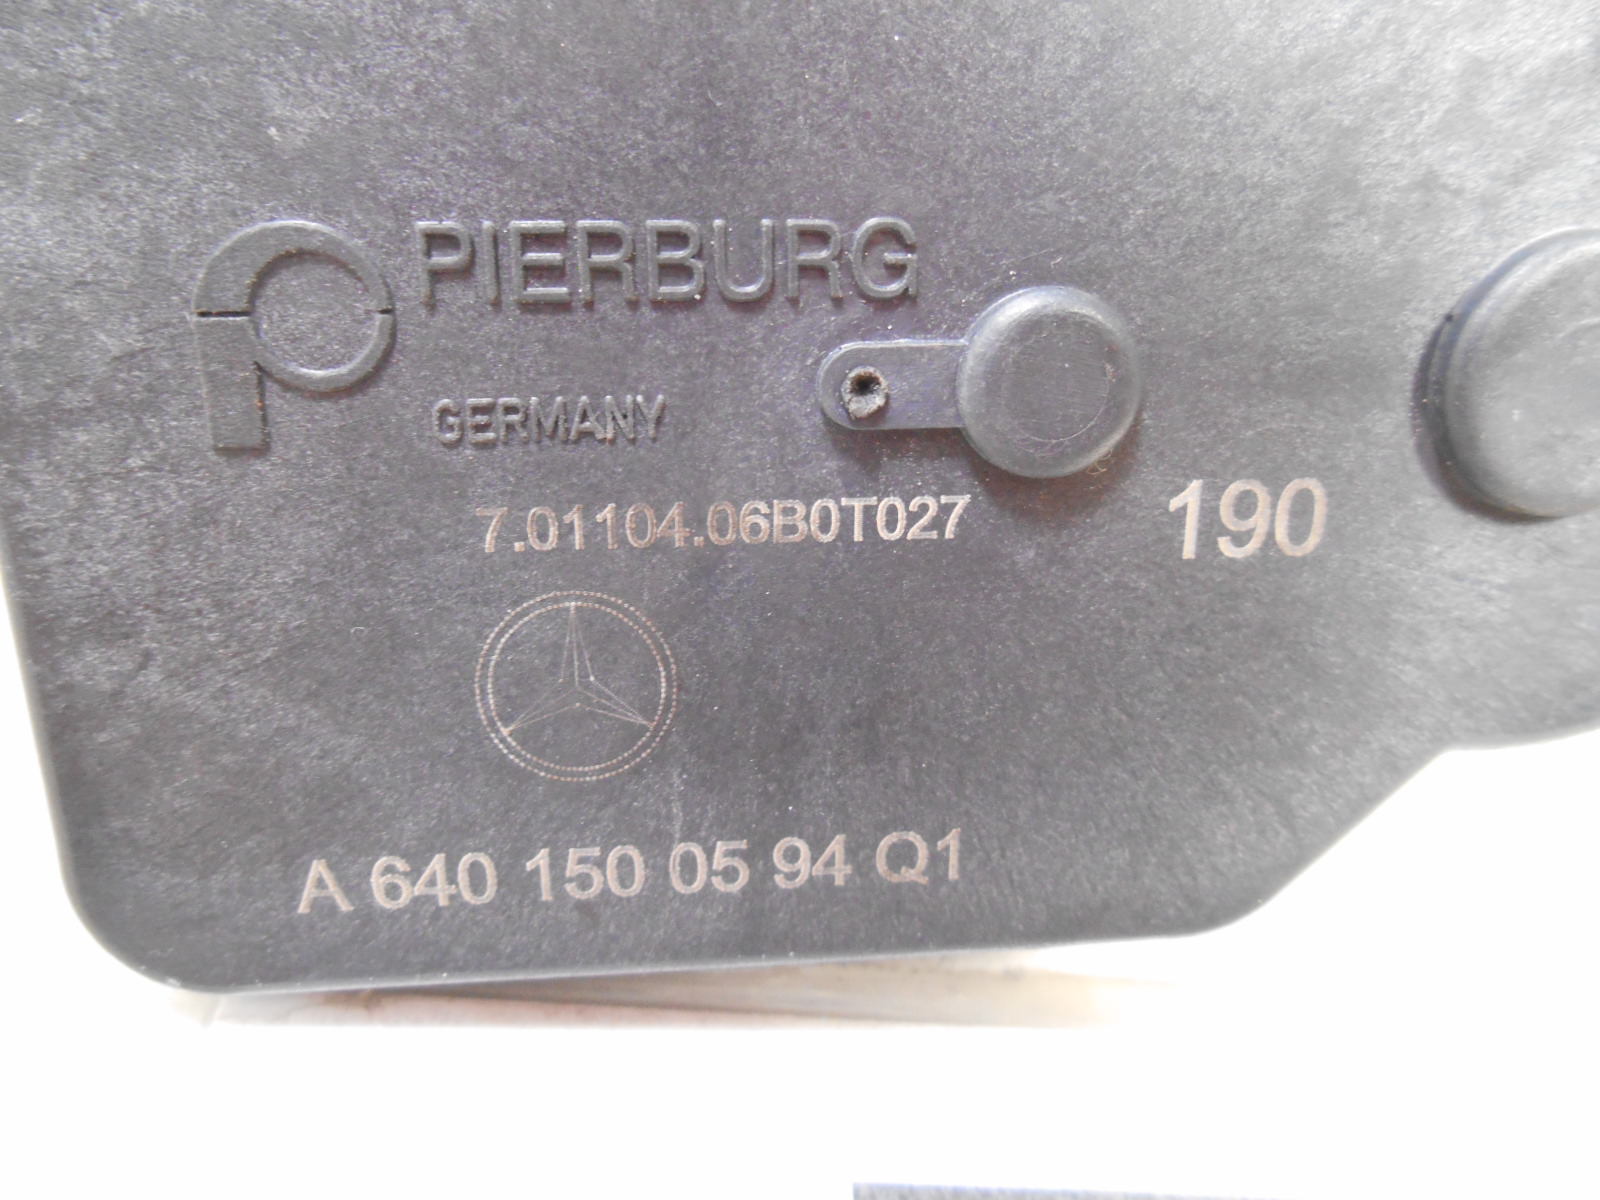 PIERBURG
GERMANY
7.01104.06B0T027
190
A 640 150 05 94 Q1